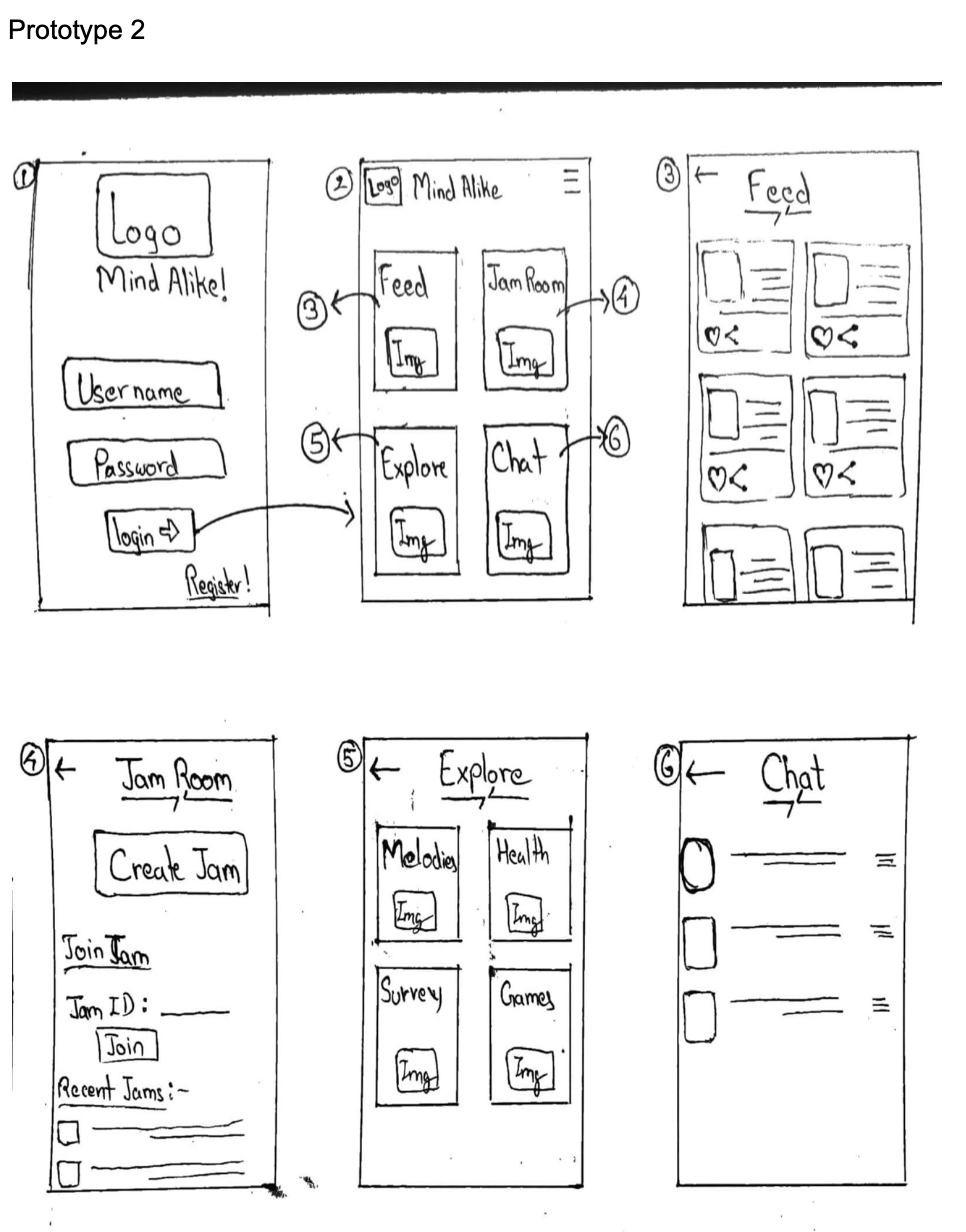 Prototype 2
1
Logo
Mind Alike!
Username
Password
login ⇨
Register!
2
Logo Mind Alike
Feed
Img
3
Jam Room
Img
4
Explore
Img
5
Chat
Img
6
3
Feed
4
Jam Room
Create Jam
Join Jam
Jam ID :
Join
Recent Jams :-
5
Explore
Melodies
Img
Health
Img
Survey
Img
Games
Img
6
Chat